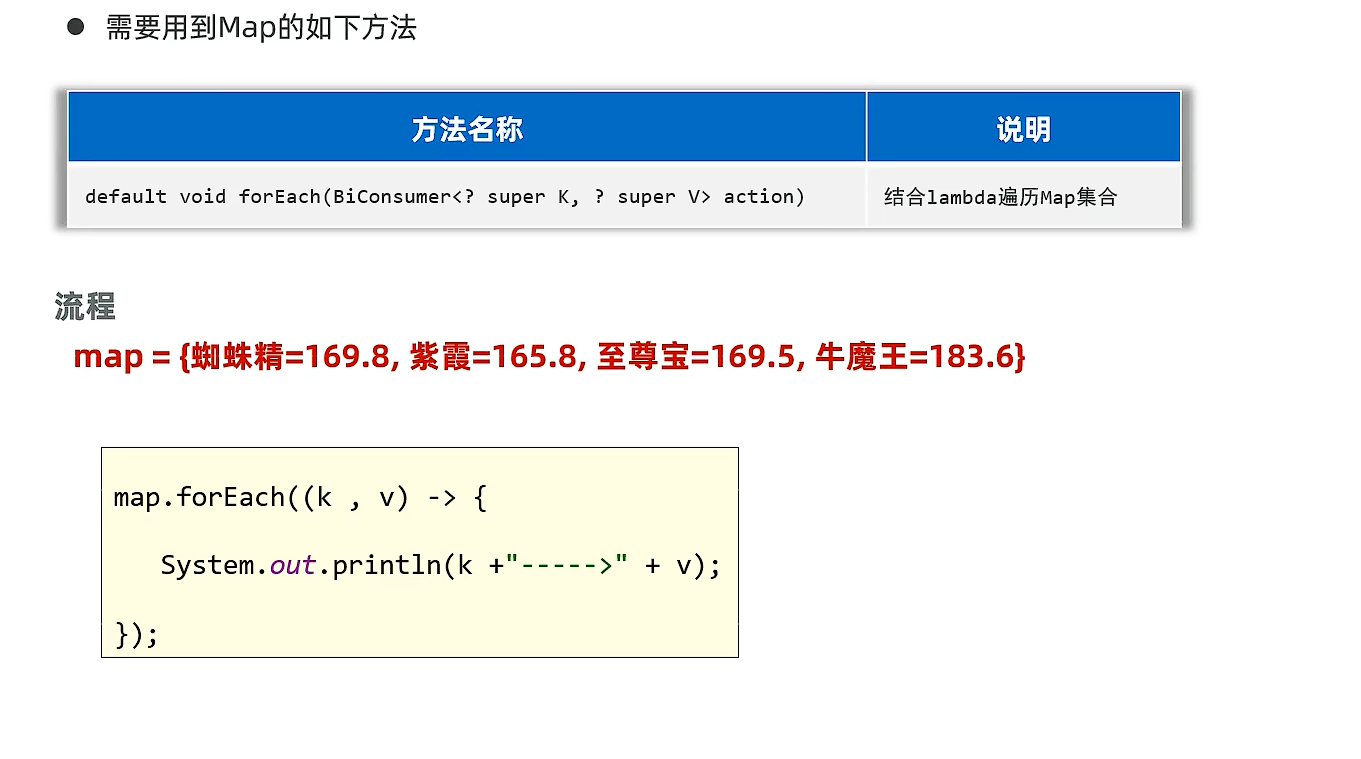 ● 需要用到Map的如下方法
方法名称 说明
default void forEach(BiConsumer<? super K, ? super V> action) 结合lambda遍历Map集合
流程
map = {蜘蛛精=169.8, 紫霞=165.8, 至尊宝=169.5, 牛魔王=183.6}
map.forEach((k , v) -> {
System.out.println(k +"----->" + v);
});